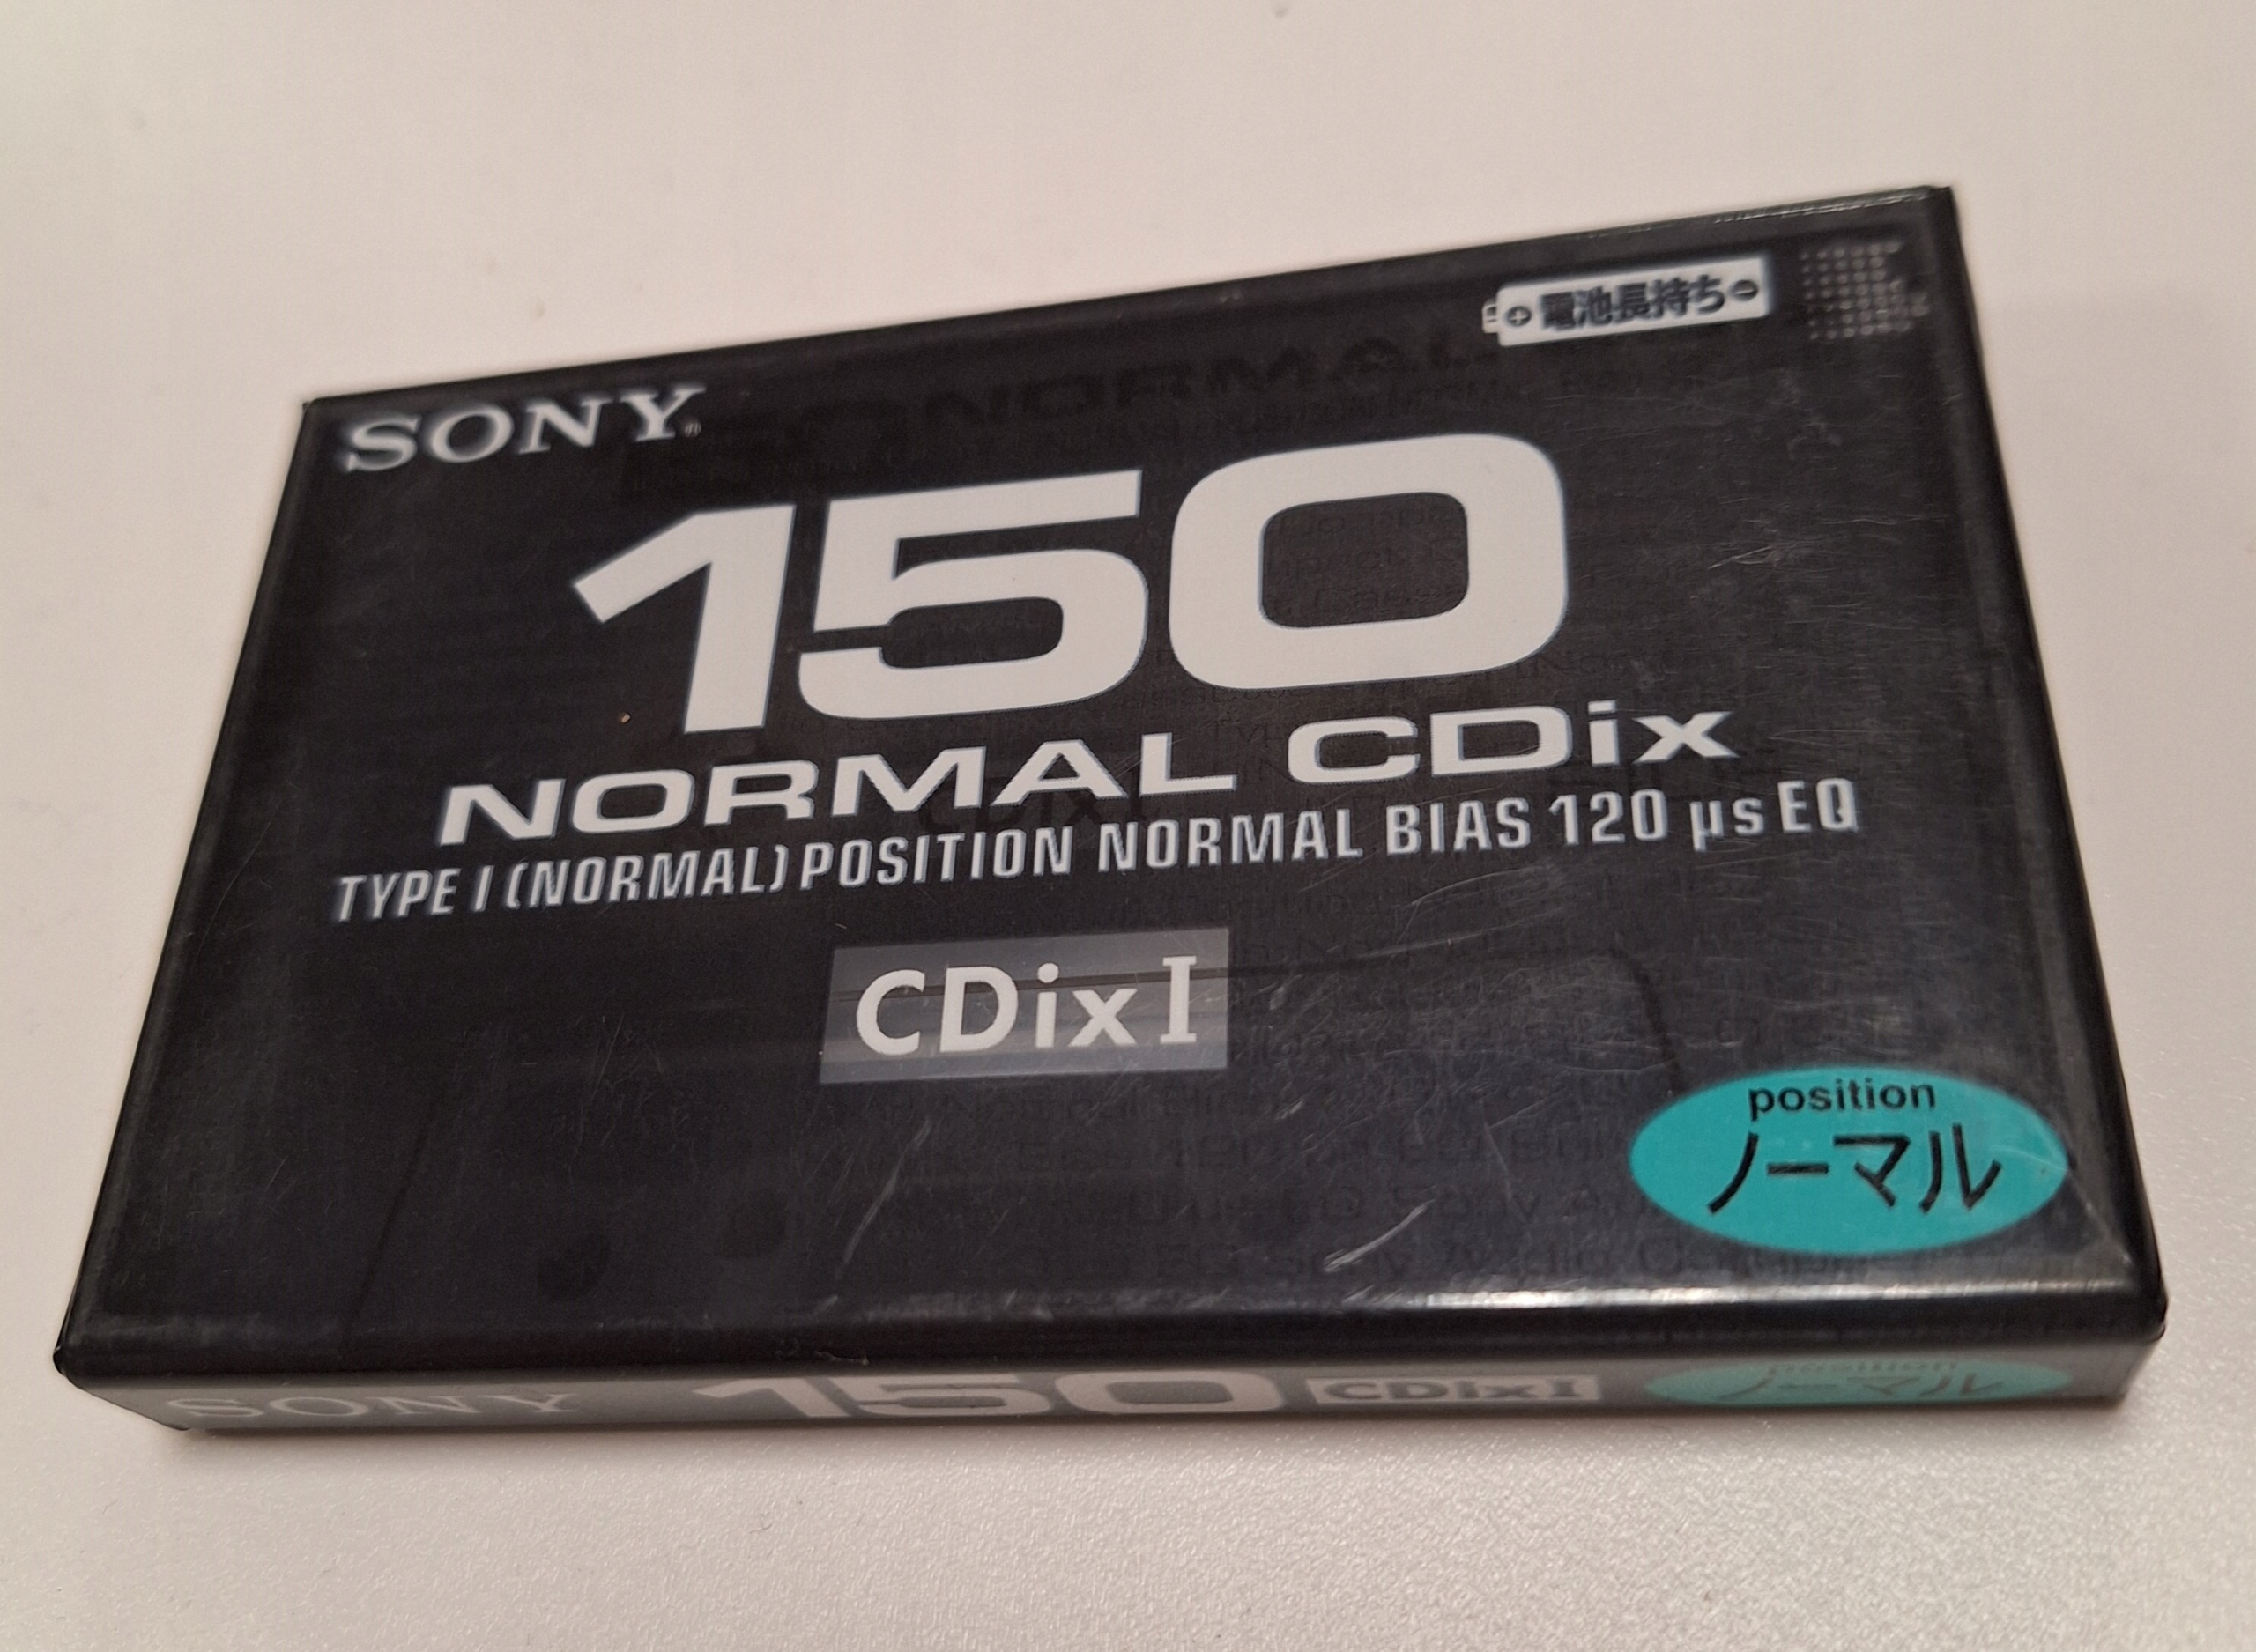 SONY®
+ 電池長持ち -
150
NORMAL CDix
TYPE I (NORMAL) POSITION NORMAL BIAS 120 µs EQ
CDix I
position
ノーマル
SONY 150 CDix I position
ノーマル